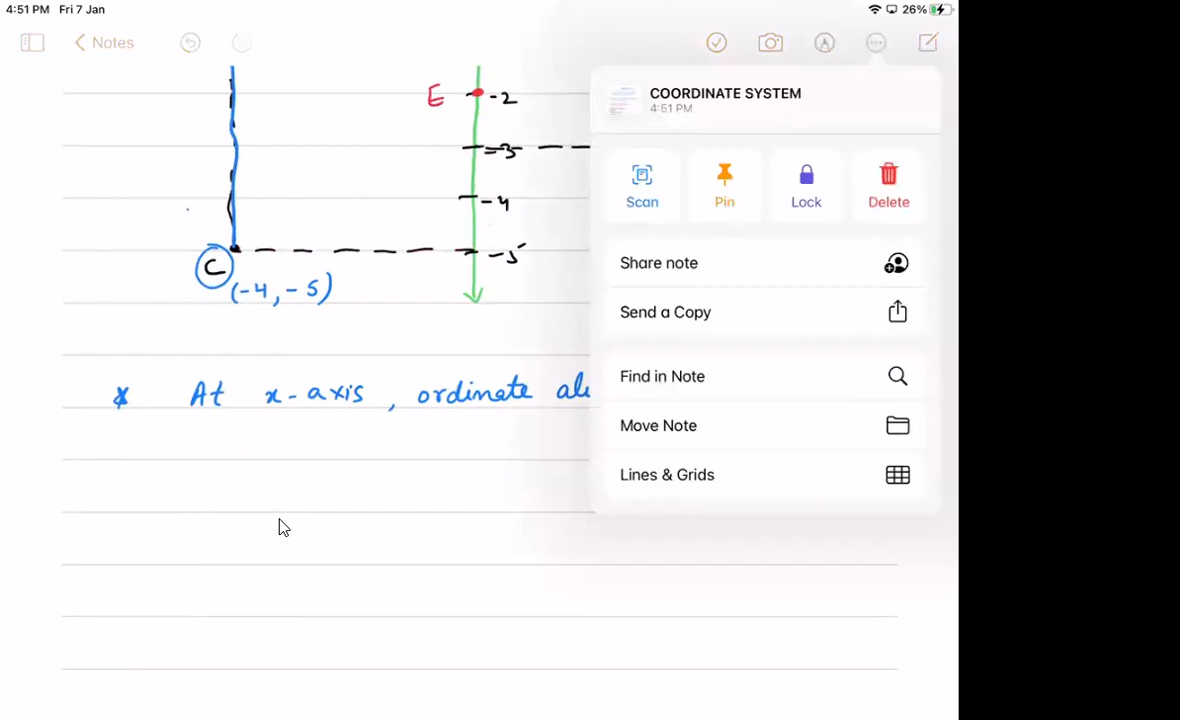 4:51 PM Fri 7 Jan
26%
Notes
COORDINATE SYSTEM
4:51 PM
Scan
Pin
Lock
Delete
Share note
Send a Copy
Find in Note
Move Note
Lines & Grids
E
-2
-3
-4
-5
C
(-4, -5)
* At x-axis, ordinate al